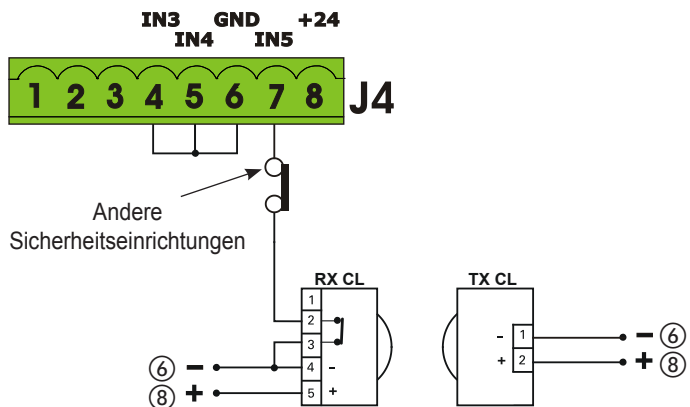 IN3 GND +24
IN4 IN5
1 2 3 4 5 6 7 8 J4
Andere
Sicherheitseinrichtungen
RX CL TX CL
1
2
3
4 -
5 +
⑥ -
⑧ +
- 1
+ 2
- ⑥
+ ⑧